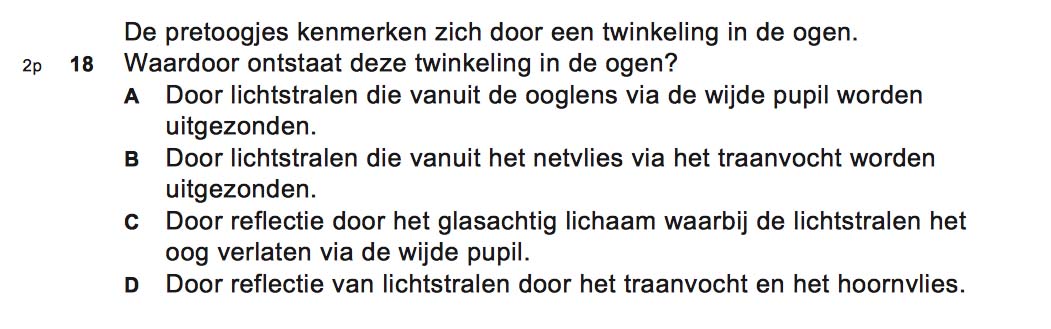 De pretoogjes kenmerken zich door een twinkeling in de ogen.
2p 18 Waardoor ontstaat deze twinkeling in de ogen?
A Door lichtstralen die vanuit de ooglens via de wijde pupil worden
uitgezonden.
B Door lichtstralen die vanuit het netvlies via het traanvocht worden
uitgezonden.
C Door reflectie door het glasachtig lichaam waarbij de lichtstralen het
oog verlaten via de wijde pupil.
D Door reflectie van lichtstralen door het traanvocht en het hoornvlies.